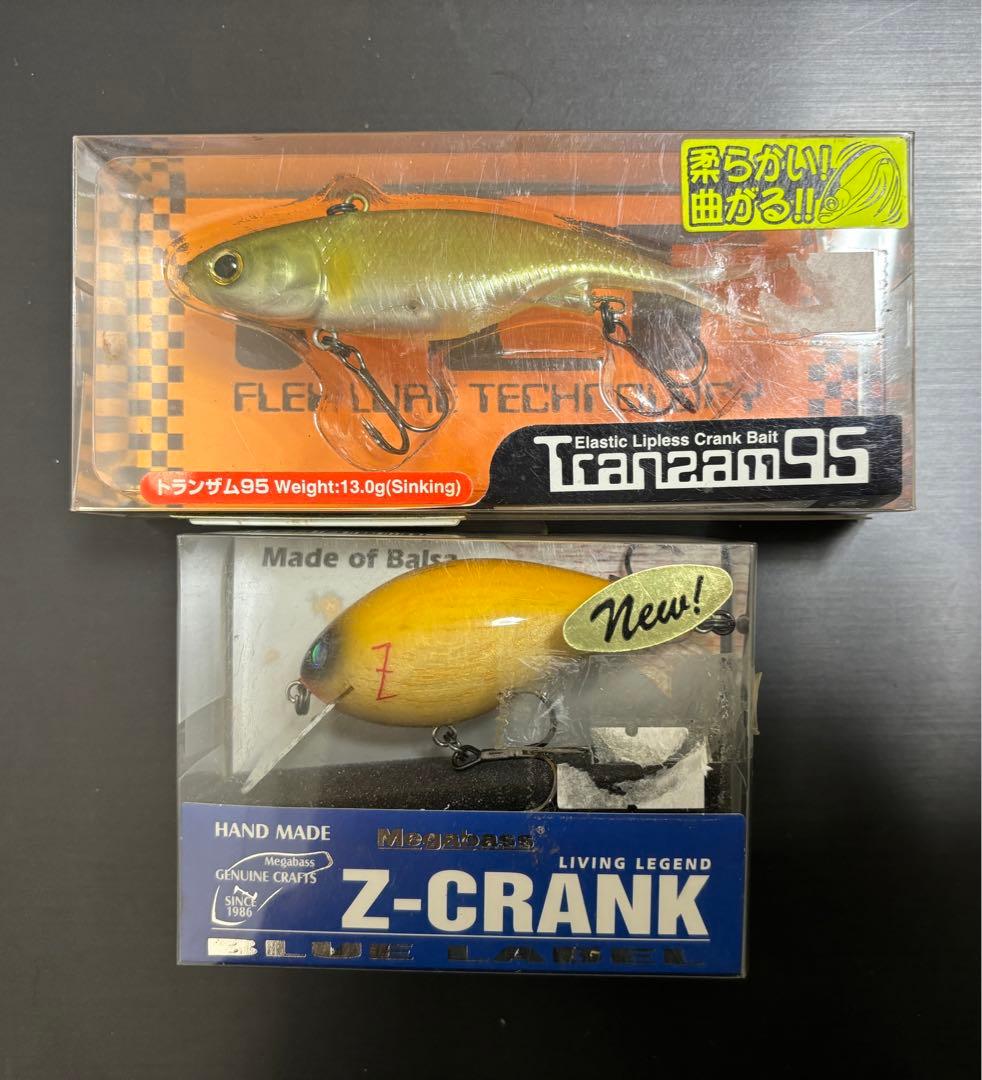 柔らかい!
曲がる!!
FLEX LURE TECHNOLOGY
Elastic Lipless Crank Bait
Tranzam95
トランザム95 Weight:13.0g(Sinking)
Made of Balsa
New!
Z
HAND MADE
Megabass
GENUINE CRAFTS
SINCE
1986
Megabass®
LIVING LEGEND
Z-CRANK
BLUE LABEL